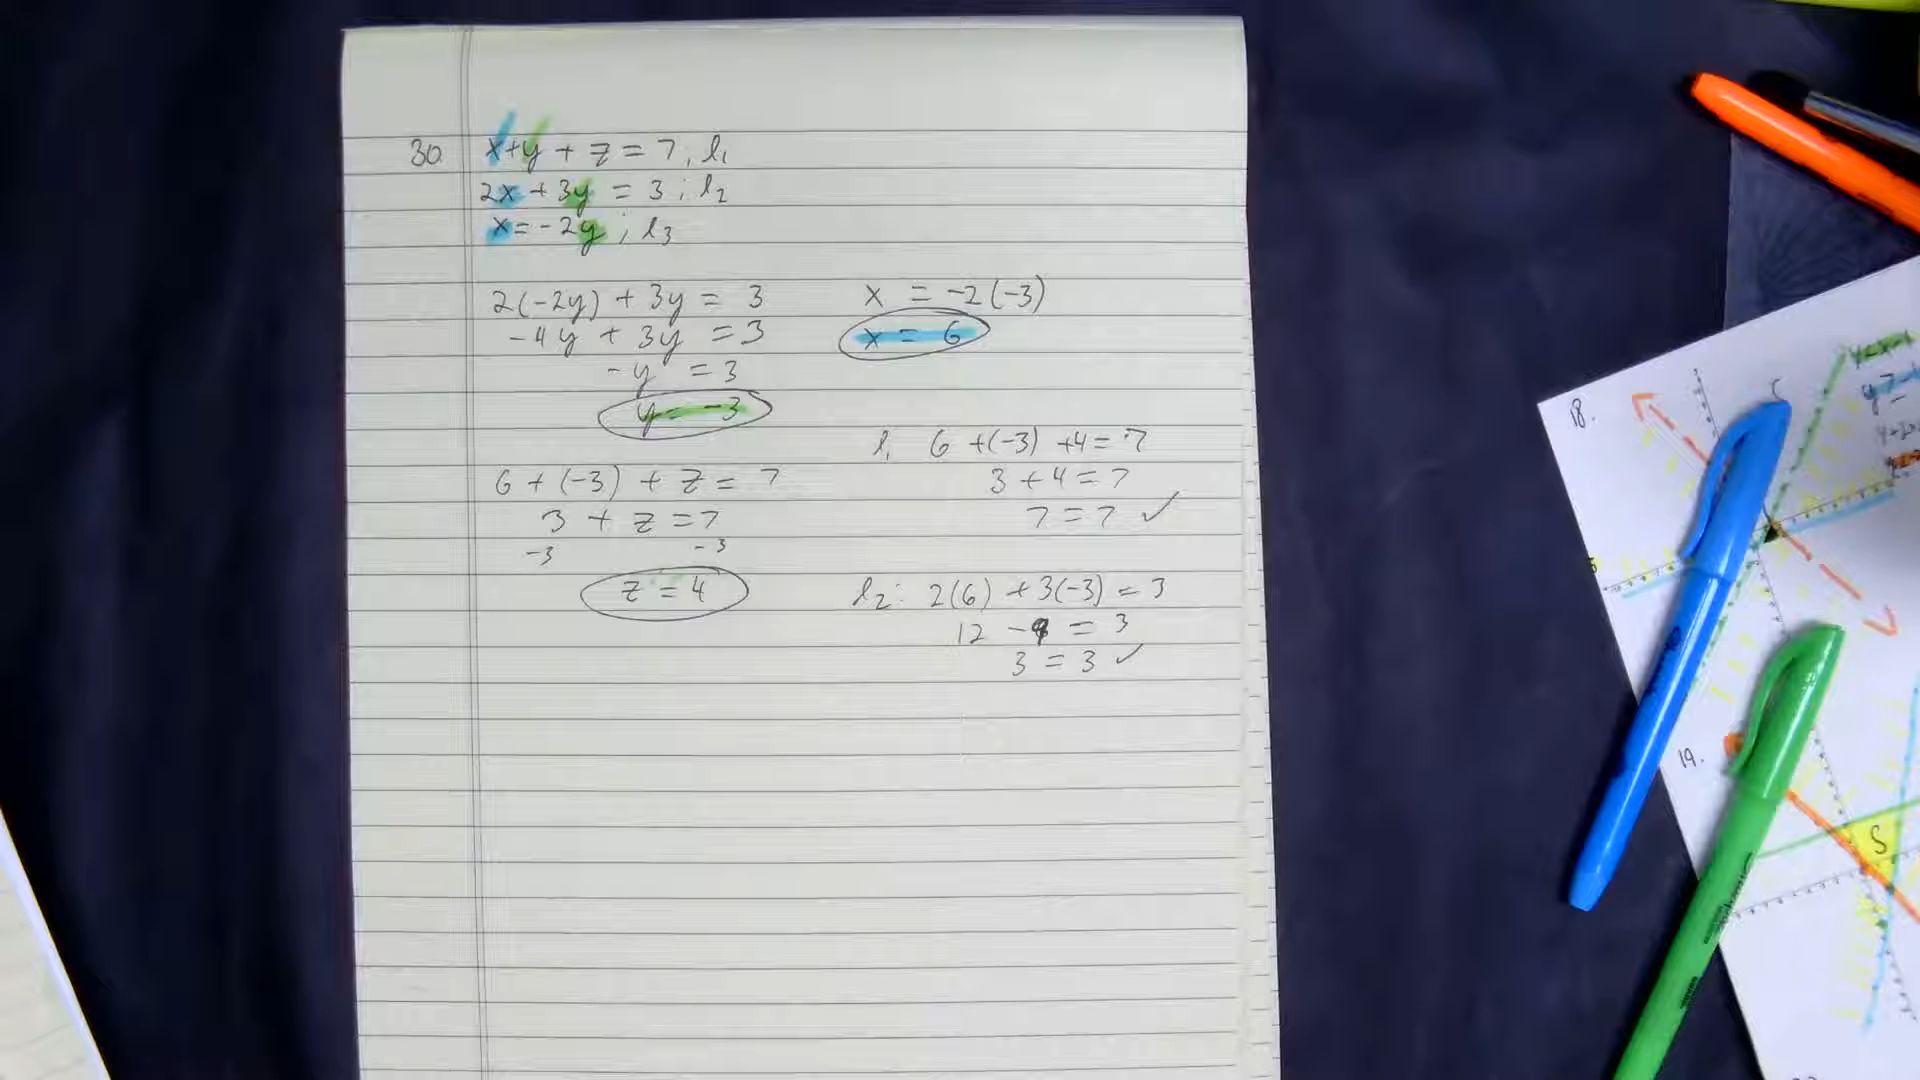 30. x + y + z = 7, l1
2x + 3y = 3; l2
x = -2y; l3
2(-2y) + 3y = 3
-4y + 3y = 3
-y = 3
y = -3
6 + (-3) + z = 7
3 + z = 7
-3 -3
z = 4
x = -2(-3)
x = 6
l1 6 + (-3) + 4 = 7
3 + 4 = 7
7 = 7 ✓
l2: 2(6) + 3(-3) = 3
12 - 9 = 3
3 = 3 ✓
18.
19.
S